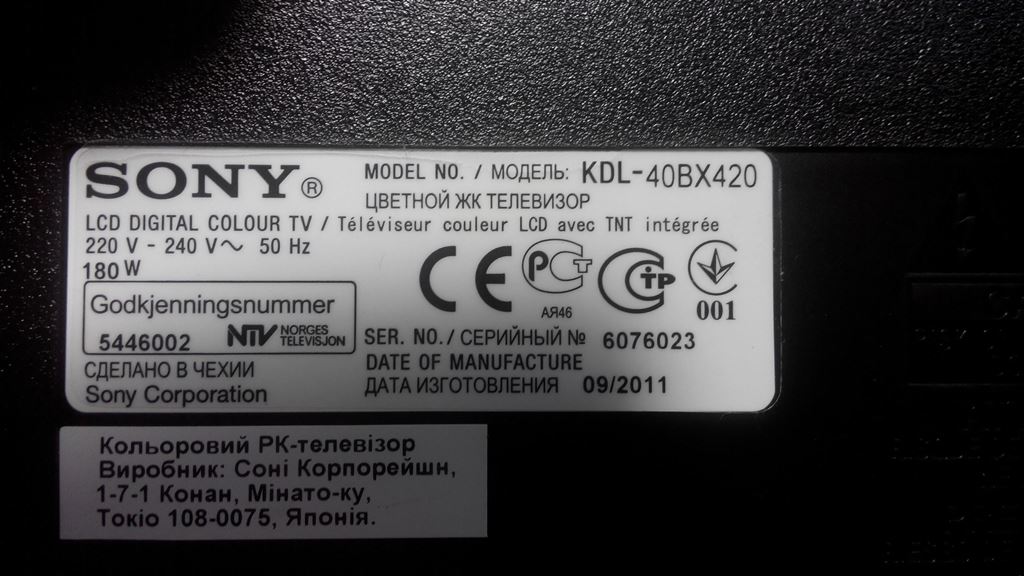 SONY®
MODEL NO. / МОДЕЛЬ: KDL-40BX420
ЦВЕТНОЙ ЖК ТЕЛЕВИЗОР
LCD DIGITAL COLOUR TV / Téléviseur couleur LCD avec TNT intégrée
220 V - 240 V~ 50 Hz
180 W
CE PCT TP
АЯ46
001
Godkjenningsnummer
5446002 NTV NORGES
TELEVISJON
SER. NO. / СЕРИЙНЫЙ № 6076023
DATE OF MANUFACTURE
ДАТА ИЗГОТОВЛЕНИЯ 09/2011
СДЕЛАНО В ЧЕХИИ
Sony Corporation
Кольоровий РК-телевізор
Виробник: Соні Корпорейшн,
1-7-1 Конан, Мінато-ку,
Токіо 108-0075, Японія.